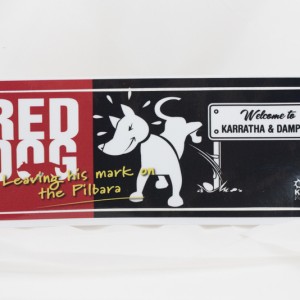 RED
DOG
Leaving his mark on
the Pilbara
Welcome to
KARRATHA & DAMP